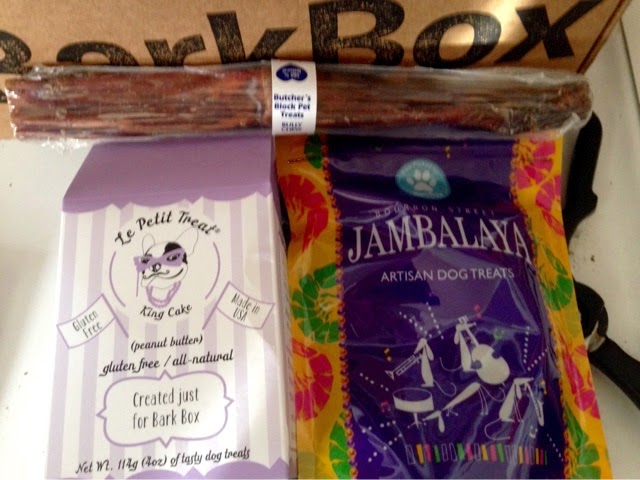 BarkBox
Butcher's
Block Pet
Treats
BULLY
Le Petit Treat®
King Cake
Gluten
Free
Made in
USA
(peanut butter)
gluten free / all-natural
Created just
for Bark Box
Net Wt. 114g (4oz) of tasty dog treats
BOURBON STREET
JAMBALAYA
ARTISAN DOG TREATS